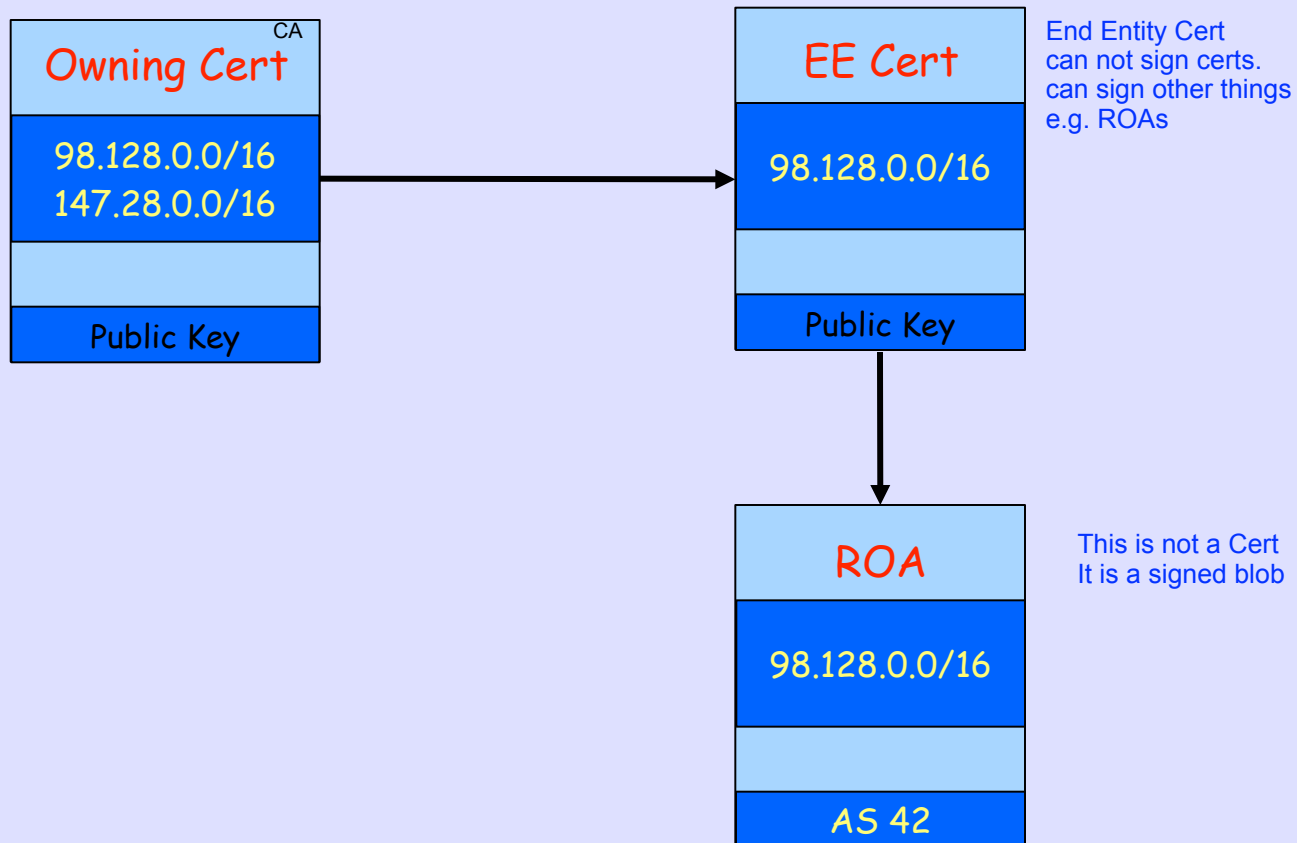 CA
Owning Cert
98.128.0.0/16
147.28.0.0/16
Public Key
EE Cert
98.128.0.0/16
Public Key
End Entity Cert
can not sign certs.
can sign other things
e.g. ROAs
ROA
98.128.0.0/16
AS 42
This is not a Cert
It is a signed blob